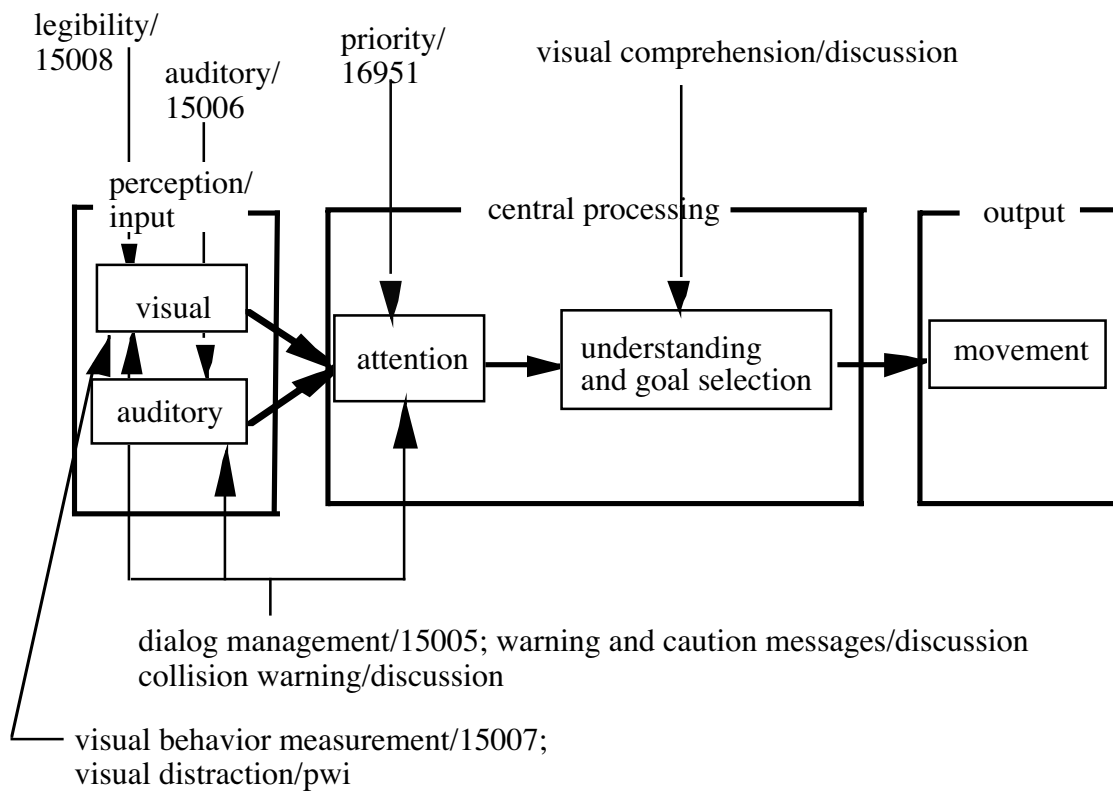 legibility/
15008
auditory/
15006
priority/
16951
visual comprehension/discussion
perception/
input
central processing
output
visual
auditory
attention
understanding
and goal selection
movement
dialog management/15005; warning and caution messages/discussion
collision warning/discussion
visual behavior measurement/15007;
visual distraction/pwi